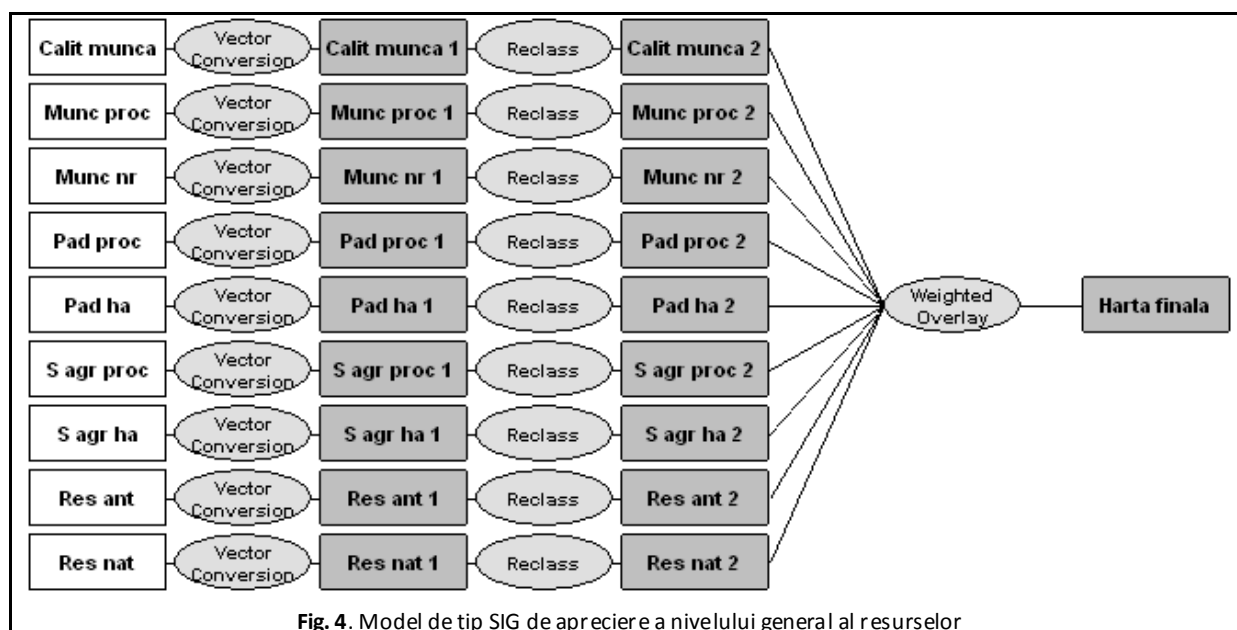 Calit munca Vector Conversion Calit munca 1 Reclass Calit munca 2
Munc proc Vector Conversion Munc proc 1 Reclass Munc proc 2
Munc nr Vector Conversion Munc nr 1 Reclass Munc nr 2
Pad proc Vector Conversion Pad proc 1 Reclass Pad proc 2
Pad ha Vector Conversion Pad ha 1 Reclass Pad ha 2 Weighted Overlay Harta finala
S agr proc Vector Conversion S agr proc 1 Reclass S agr proc 2
S agr ha Vector Conversion S agr ha 1 Reclass S agr ha 2
Res ant Vector Conversion Res ant 1 Reclass Res ant 2
Res nat Vector Conversion Res nat 1 Reclass Res nat 2
Fig. 4. Model de tip SIG de apreciere a nivelului general al resurselor